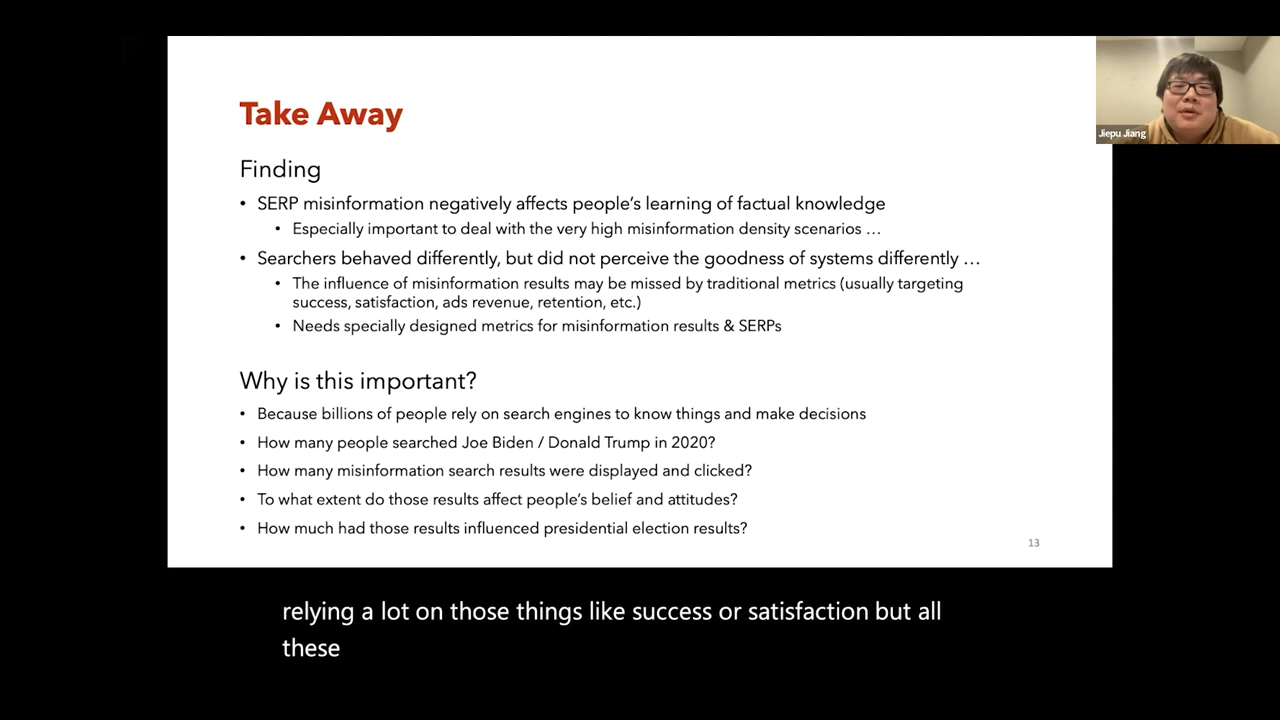 Take Away
Finding
• SERP misinformation negatively affects people's learning of factual knowledge
• Especially important to deal with the very high misinformation density scenarios …
• Searchers behaved differently, but did not perceive the goodness of systems differently …
• The influence of misinformation results may be missed by traditional metrics (usually targeting
success, satisfaction, ads revenue, retention, etc.)
• Needs specially designed metrics for misinformation results & SERPs
Why is this important?
• Because billions of people rely on search engines to know things and make decisions
• How many people searched Joe Biden / Donald Trump in 2020?
• How many misinformation search results were displayed and clicked?
• To what extent do those results affect people's belief and attitudes?
• How much had those results influenced presidential election results?
13
Jiepu Jiang
relying a lot on those things like success or satisfaction but all
these